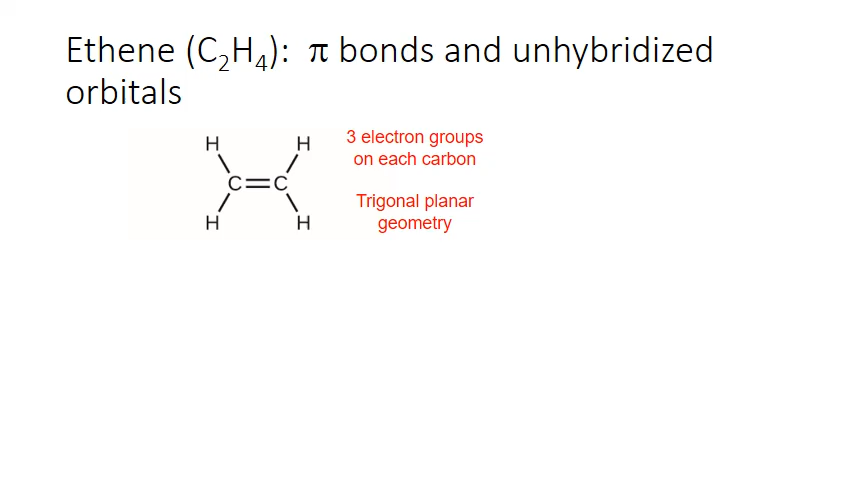 Ethene (C₂H₄): π bonds and unhybridized
orbitals
H H
C=C
H H
3 electron groups
on each carbon
Trigonal planar
geometry